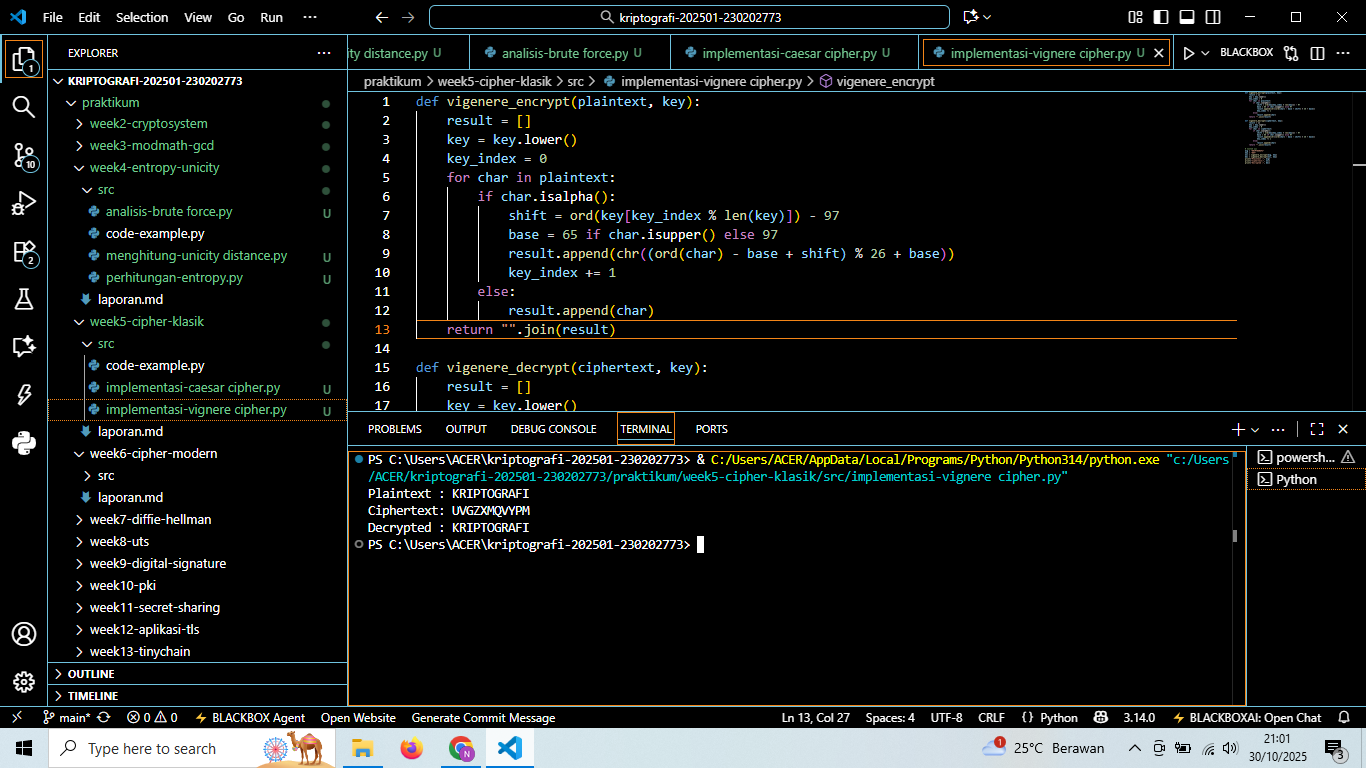 File Edit Selection View Go Run ···
kriptografi-202501-230202773
EXPLORER ···
KRIPTOGRAFI-202501-230202773
praktikum
week2-cryptosystem
week3-modmath-gcd
week4-entropy-unicity
src
analisis-brute force.py U
code-example.py
menghitung-unicity distance.py U
perhitungan-entropy.py U
laporan.md
week5-cipher-klasik
src
code-example.py
implementasi-caesar cipher.py U
implementasi-vignere cipher.py U
laporan.md
week6-cipher-modern
src
laporan.md
week7-diffie-hellman
week8-uts
week9-digital-signature
week10-pki
week11-secret-sharing
week12-aplikasi-tls
week13-tinychain
OUTLINE
TIMELINE
1
10
2
ity distance.py U analisis-brute force.py U implementasi-caesar cipher.py U implementasi-vignere cipher.py U BLACKBOX ···
praktikum > week5-cipher-klasik > src > implementasi-vignere cipher.py > vigenere_encrypt
1 def vigenere_encrypt(plaintext, key):
2 result = []
3 key = key.lower()
4 key_index = 0
5 for char in plaintext:
6 if char.isalpha():
7 shift = ord(key[key_index % len(key)]) - 97
8 base = 65 if char.isupper() else 97
9 result.append(chr((ord(char) - base + shift) % 26 + base))
10 key_index += 1
11 else:
12 result.append(char)
13 return "".join(result)
14
15 def vigenere_decrypt(ciphertext, key):
16 result = []
17 key = key.lower()
PROBLEMS OUTPUT DEBUG CONSOLE TERMINAL PORTS
PS C:\Users\ACER\kriptografi-202501-230202773> & C:/Users/ACER/AppData/Local/Programs/Python/Python314/python.exe "c:/Users
/ACER/kriptografi-202501-230202773/praktikum/week5-cipher-klasik/src/implementasi-vignere cipher.py"
Plaintext : KRIPTOGRAFI
Ciphertext: UVGZXMQVYPM
Decrypted : KRIPTOGRAFI
PS C:\Users\ACER\kriptografi-202501-230202773>
powersh...
Python
main* 0 0 BLACKBOX Agent Open Website Generate Commit Message Ln 13, Col 27 Spaces: 4 UTF-8 CRLF {} Python 3.14.0 BLACKBOXAI: Open Chat
Type here to search 1 25°C Berawan 21:01
30/10/2025 3